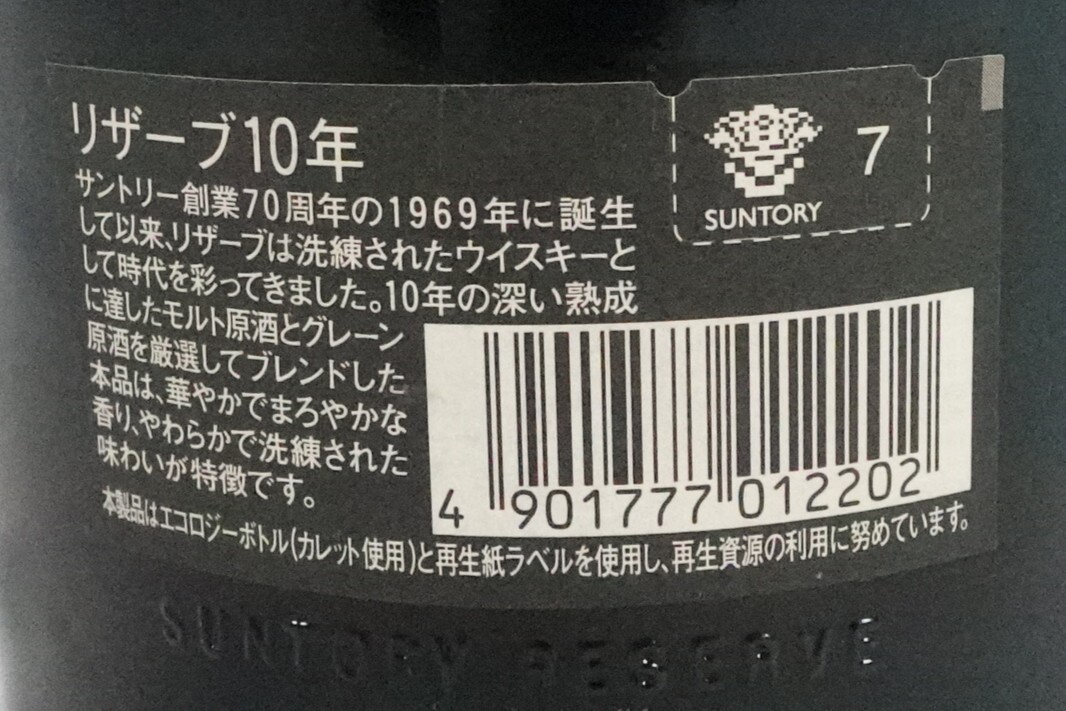 リザーブ10年
サントリー創業70周年の1969年に誕生
して以来、リザーブは洗練されたウイスキーと
して時代を彩ってきました。10年の深い熟成
に達したモルト原酒とグレーン
原酒を厳選してブレンドした
本品は、華やかでまろやかな
香り、やわらかで洗練された
味わいが特徴です。
本製品はエコロジーボトル(カレット使用)と再生紙ラベルを使用し、再生資源の利用に努めています。
7
SUNTORY
4 901777 012202
SUNTORY RESERVE